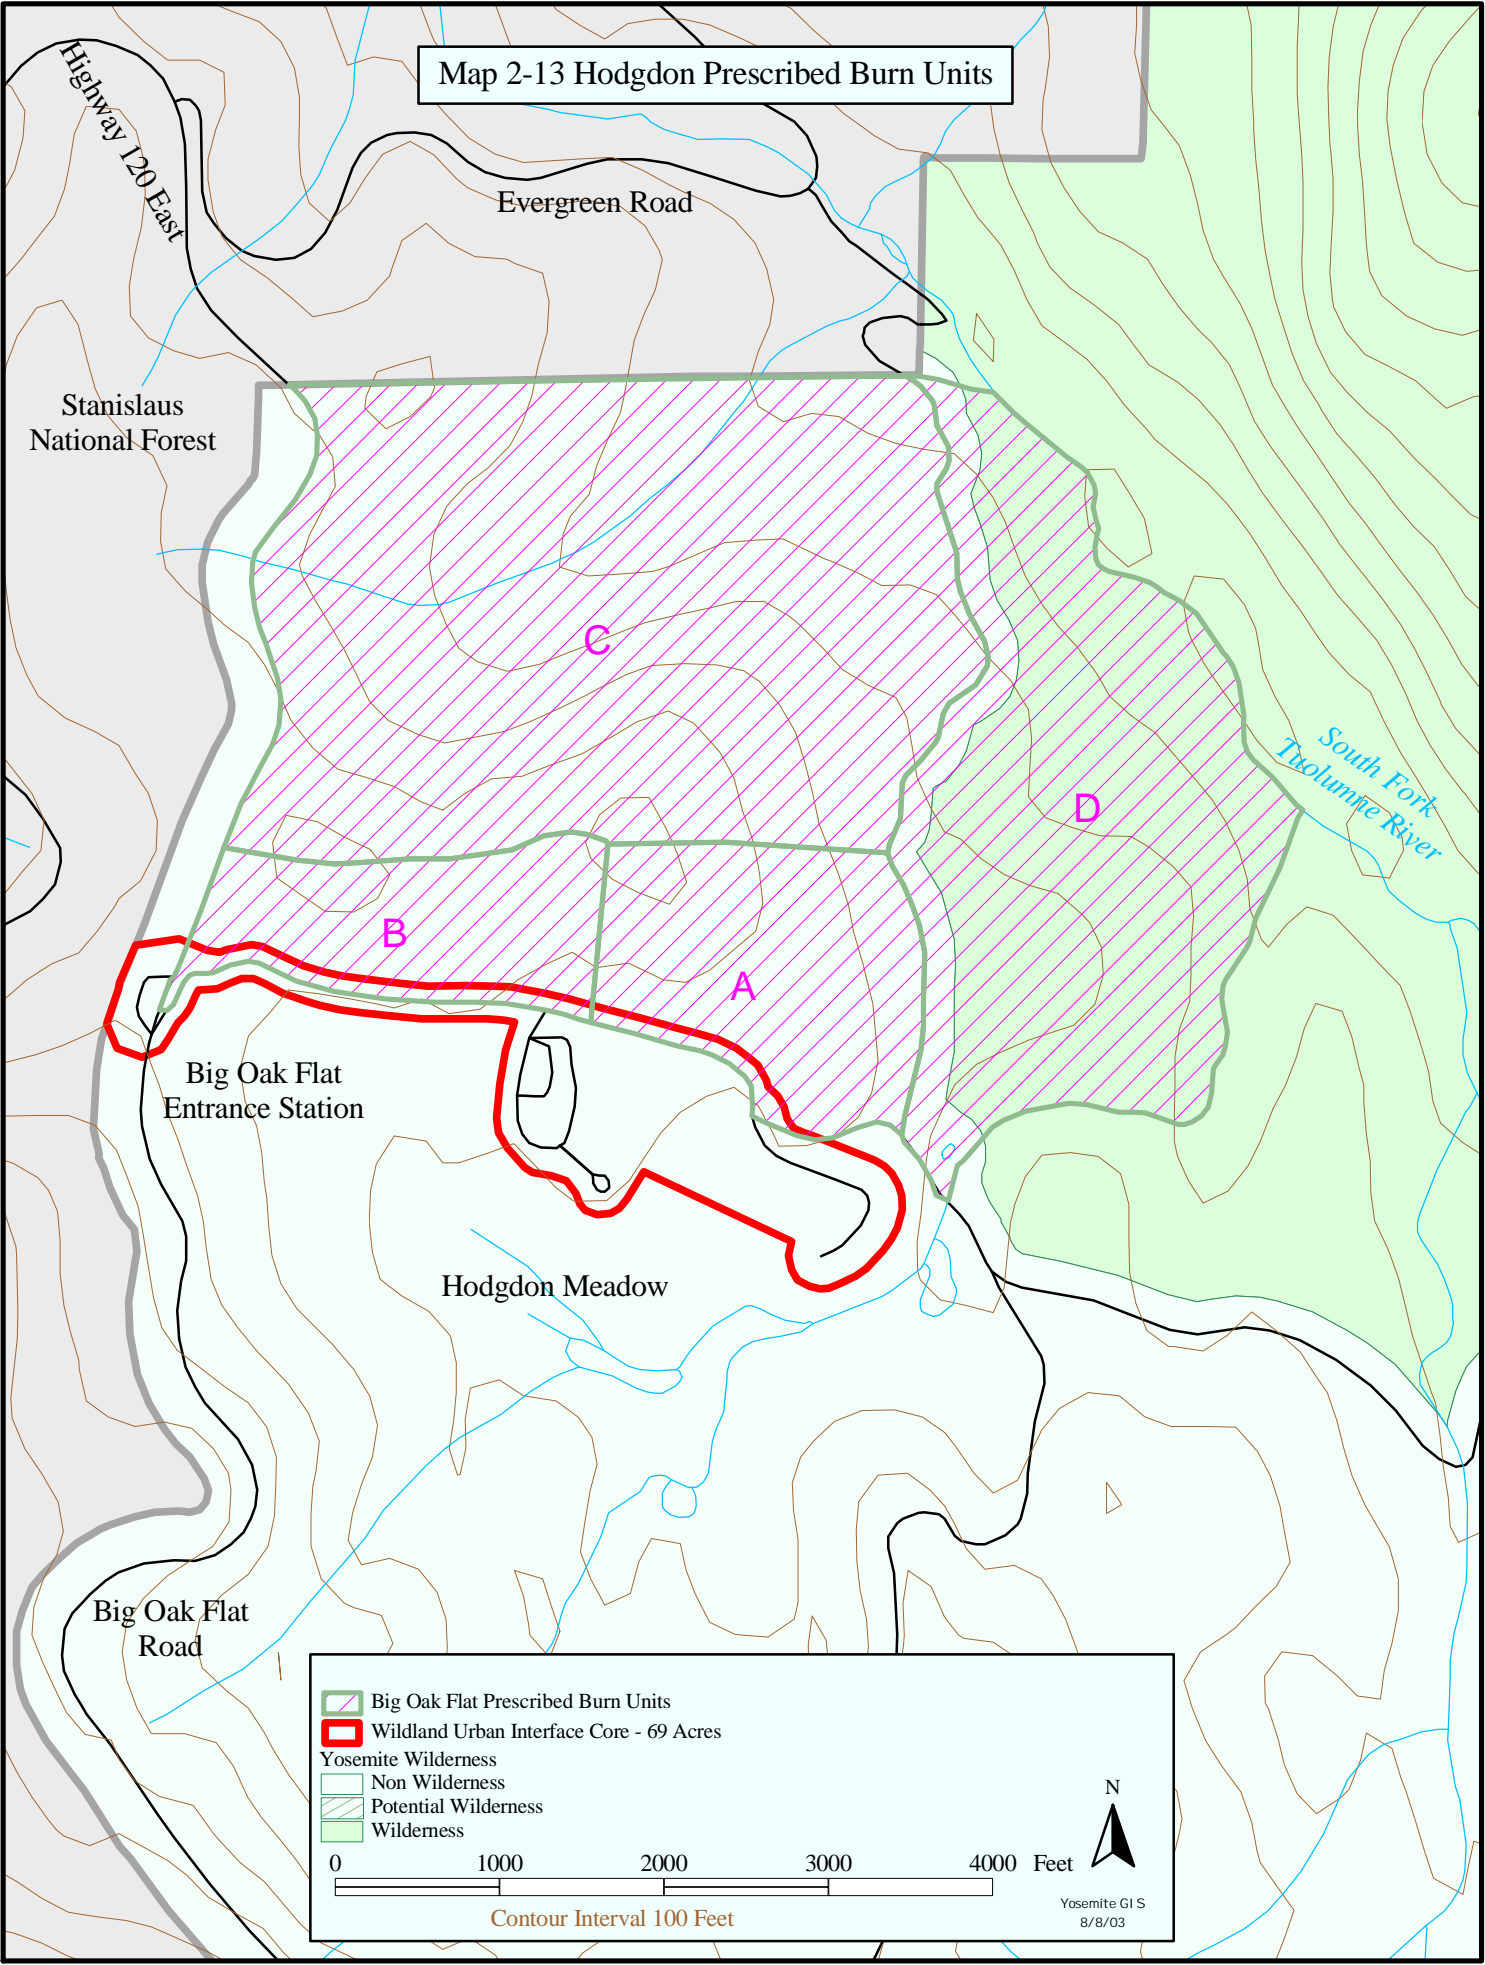 Map 2-13 Hodgdon Prescribed Burn Units
Highway 120 East
Evergreen Road
Stanislaus
National Forest
C
D
South Fork
Tuolumne River
B
A
Big Oak Flat
Entrance Station
Hodgdon Meadow
Big Oak Flat
Road
Big Oak Flat Prescribed Burn Units
Wildland Urban Interface Core - 69 Acres
Yosemite Wilderness
Non Wilderness
Potential Wilderness
Wilderness
N
0 1000 2000 3000 4000 Feet
Contour Interval 100 Feet
Yosemite GIS
8/8/03